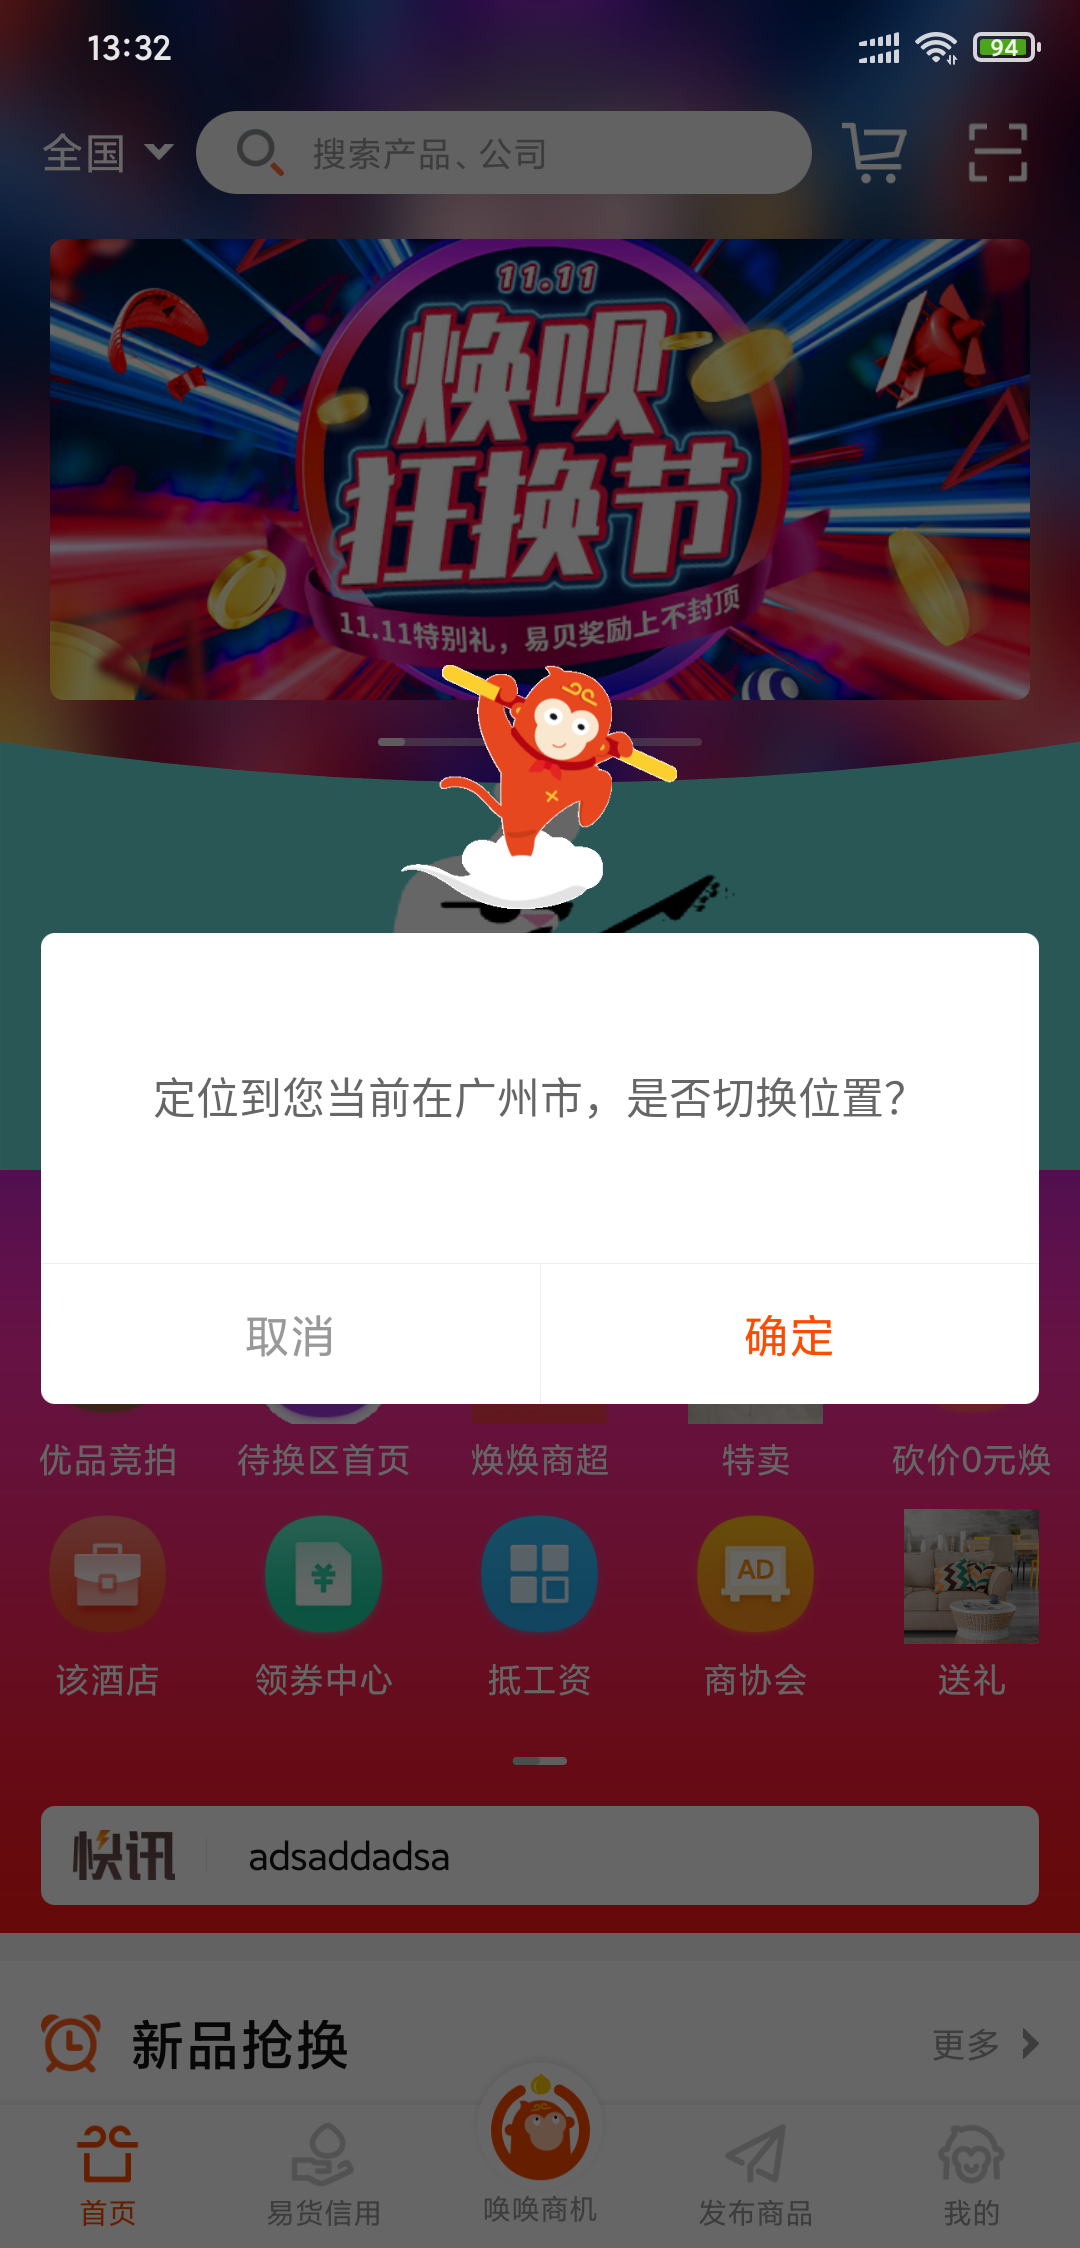 13:32
94
全国
搜索产品、公司
11.11
焕呗
狂换节
11.11特别礼，易贝奖励上不封顶
定位到您当前在广州市，是否切换位置？
取消
确定
优品竞拍
待换区首页
焕焕商超
特卖
砍价0元焕
AD
该酒店
领券中心
抵工资
商协会
送礼
快讯
adsaddadsa
新品抢换
更多
首页
易货信用
唤唤商机
发布商品
我的